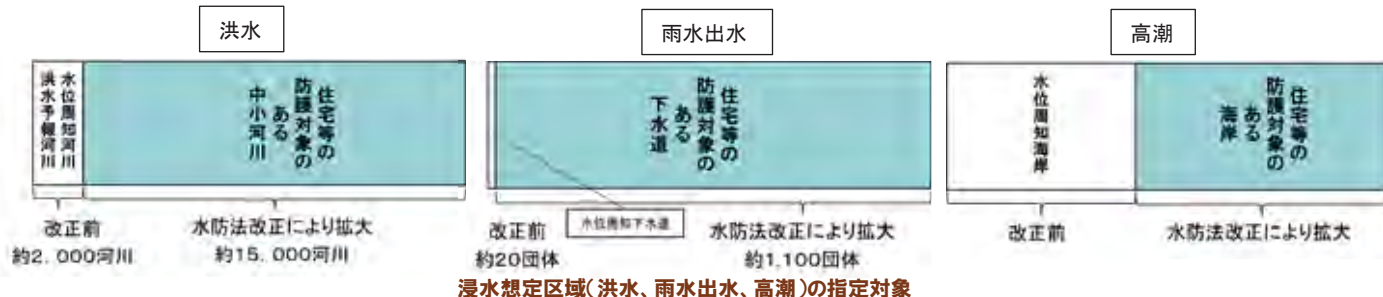 洪水
水位周知河川
洪水予報河川
住宅等の
防護対象の
ある
中小河川
改正前
約2，000河川
水防法改正により拡大
約15，000河川
雨水出水
住宅等の
防護対象の
ある
下水道
水位周知下水道
改正前
約20団体
水防法改正により拡大
約1,100団体
高潮
水位周知海岸
住宅等の
防護対象の
ある
海岸
改正前
水防法改正により拡大
浸水想定区域（洪水、雨水出水、高潮）の指定対象